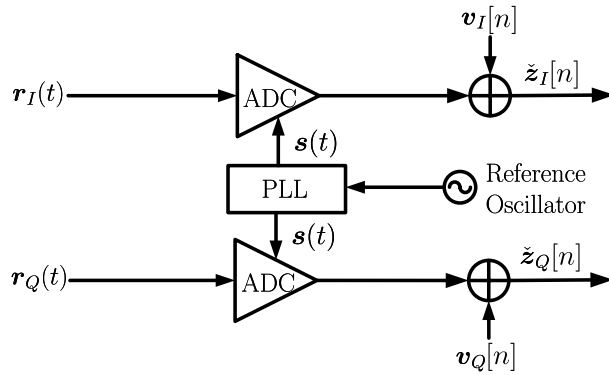 v_I[n]
r_I(t)
ADC
ž_I[n]
s(t)
PLL
Reference
Oscillator
s(t)
r_Q(t)
ADC
ž_Q[n]
v_Q[n]